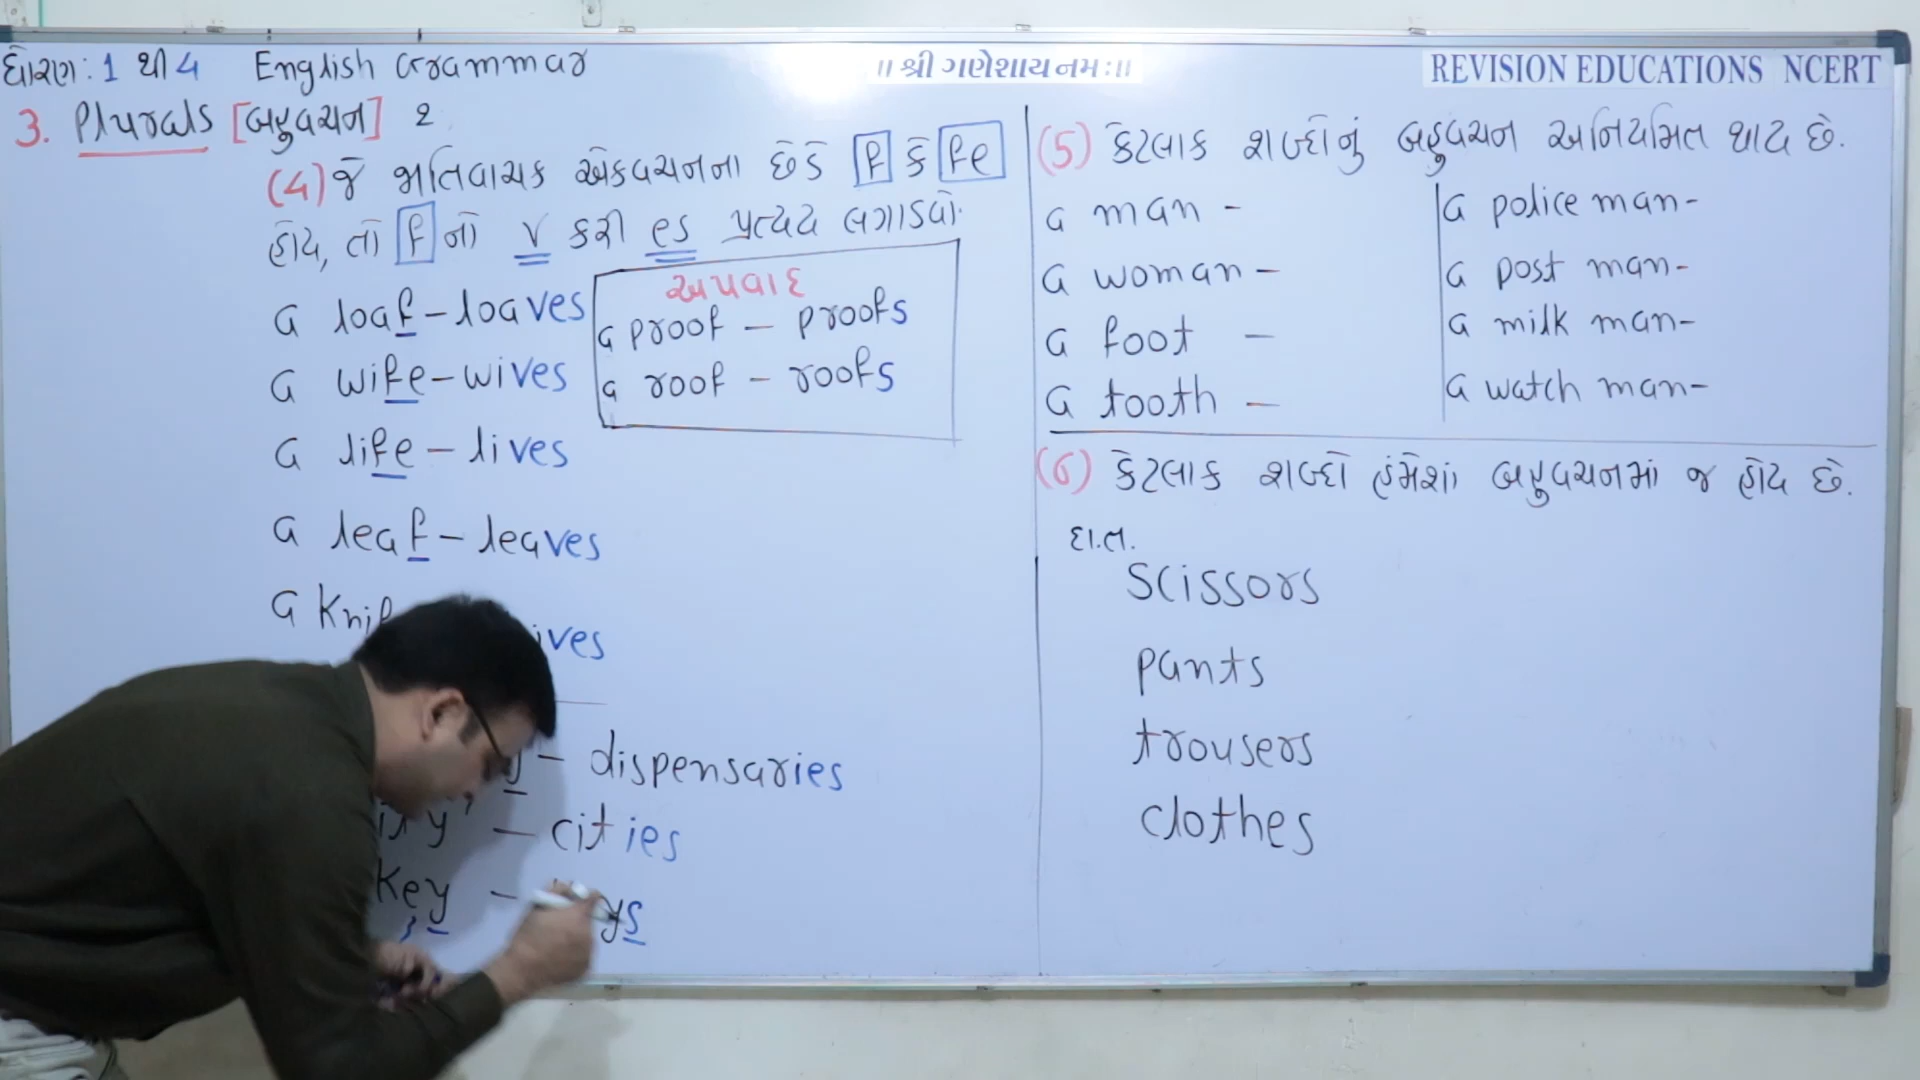 ધોરણ: 1 થી 4 English Grammar
॥ શ્રી ગણેશાય નમઃ ॥
REVISION EDUCATIONS NCERT
3. Plurals [બહુવચન] 2
(4) જે જાતિવાચક એકવચનના છેડે f કે fe
હોય, તો f નો v કરી es પ્રત્યય લગાડવો.
a loaf - loaves
a wife - wives
a life - lives
a leaf - leaves
a knif ives
અપવાદ
a proof - proofs
a roof - roofs
y - dispensaries
ity - cities
key - ys
(5) કેટલાક શબ્દોનું બહુવચન અનિયમિત થાય છે.
a man -
a woman -
a foot -
a tooth -
a police man-
a post man-
a milk man-
a watch man-
(6) કેટલાક શબ્દો હંમેશાં બહુવચનમાં જ હોય છે.
દા.ત.
scissors
pants
trousers
clothes